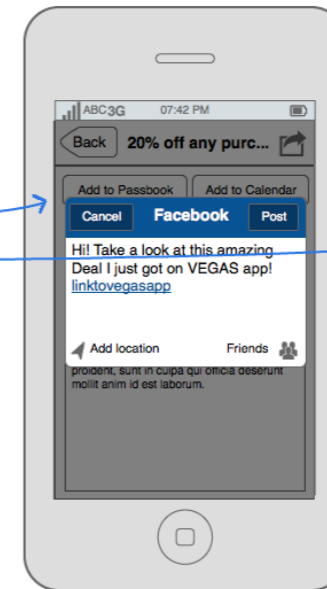 ABC 3G 07:42 PM
Back 20% off any purc...
Add to Passbook Add to Calendar
Cancel Facebook Post
Hi! Take a look at this amazing
Deal I just got on VEGAS app!
linktovegasapp
Add location Friends
proident, sunt in culpa qui officia deserunt
mollit anim id est laborum.